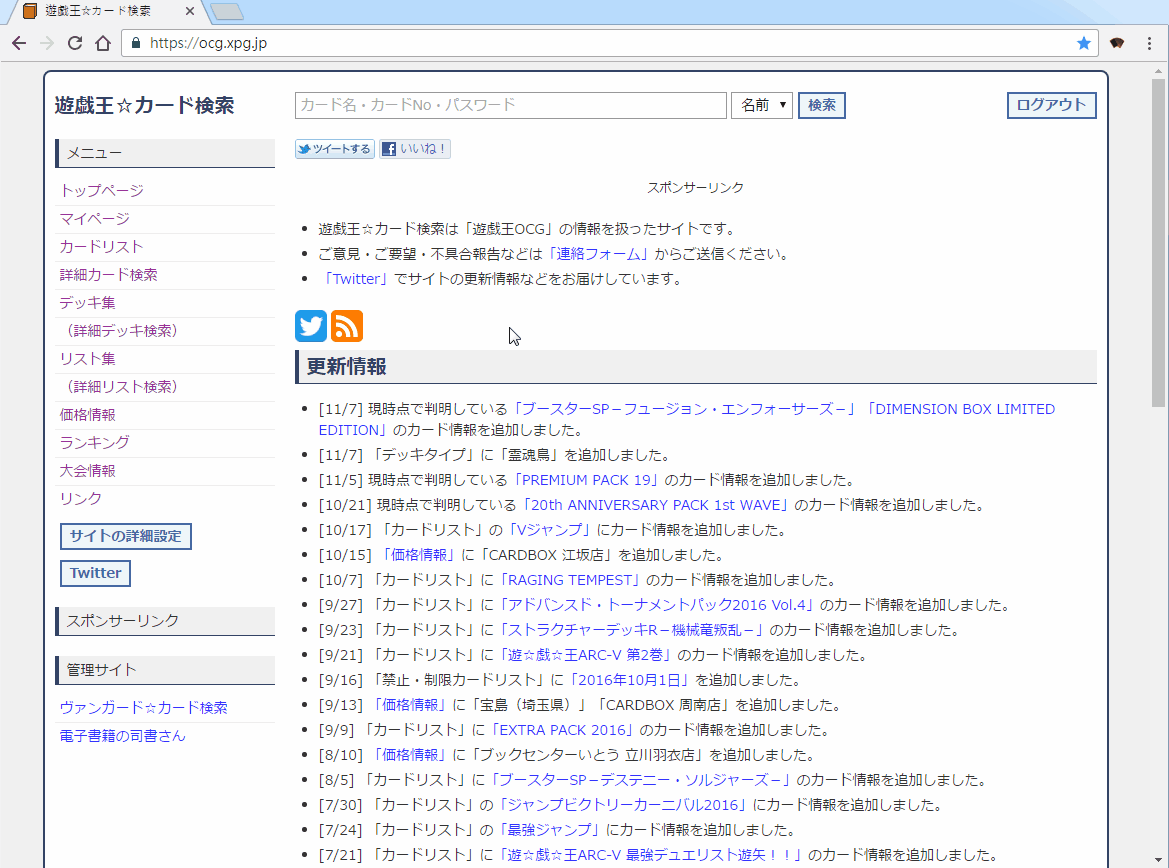 遊戯王☆カード検索
https://ocg.xpg.jp
遊戯王☆カード検索
カード名・カードNo・パスワード
名前
検索
ログアウト
メニュー
トップページ
マイページ
カードリスト
詳細カード検索
デッキ集
（詳細デッキ検索）
リスト集
（詳細リスト検索）
価格情報
ランキング
大会情報
リンク
サイトの詳細設定
Twitter
スポンサーリンク
管理サイト
ヴァンガード☆カード検索
電子書籍の司書さん
ツイートする
いいね！
スポンサーリンク
遊戯王☆カード検索は「遊戯王OCG」の情報を扱ったサイトです。
ご意見・ご要望・不具合報告などは「連絡フォーム」からご送信ください。
「Twitter」でサイトの更新情報などをお届けしています。
更新情報
[11/7] 現時点で判明している「ブースターSP－フュージョン・エンフォーサーズ－」「DIMENSION BOX LIMITED
EDITION」のカード情報を追加しました。
[11/7] 「デッキタイプ」に「霊魂鳥」を追加しました。
[11/5] 現時点で判明している「PREMIUM PACK 19」のカード情報を追加しました。
[10/21] 現時点で判明している「20th ANNIVERSARY PACK 1st WAVE」のカード情報を追加しました。
[10/17] 「カードリスト」の「Vジャンプ」にカード情報を追加しました。
[10/15] 「価格情報」に「CARDBOX 江坂店」を追加しました。
[10/7] 「カードリスト」に「RAGING TEMPEST」のカード情報を追加しました。
[9/27] 「カードリスト」に「アドバンスド・トーナメントパック2016 Vol.4」のカード情報を追加しました。
[9/23] 「カードリスト」に「ストラクチャーデッキR－機械竜叛乱－」のカード情報を追加しました。
[9/21] 「カードリスト」に「遊☆戯☆王ARC-V 第2巻」のカード情報を追加しました。
[9/16] 「禁止・制限カードリスト」に「2016年10月1日」を追加しました。
[9/13] 「価格情報」に「宝島（埼玉県）」「CARDBOX 周南店」を追加しました。
[9/9] 「カードリスト」に「EXTRA PACK 2016」のカード情報を追加しました。
[8/10] 「価格情報」に「ブックセンターいとう 立川羽衣店」を追加しました。
[8/5] 「カードリスト」に「ブースターSP－デステニー・ソルジャーズ－」のカード情報を追加しました。
[7/30] 「カードリスト」の「ジャンプビクトリーカーニバル2016」にカード情報を追加しました。
[7/24] 「カードリスト」の「最強ジャンプ」にカード情報を追加しました。
[7/21] 「カードリスト」に「遊☆戯☆王ARC-V 最強デュエリスト遊矢！！」のカード情報を追加しました。